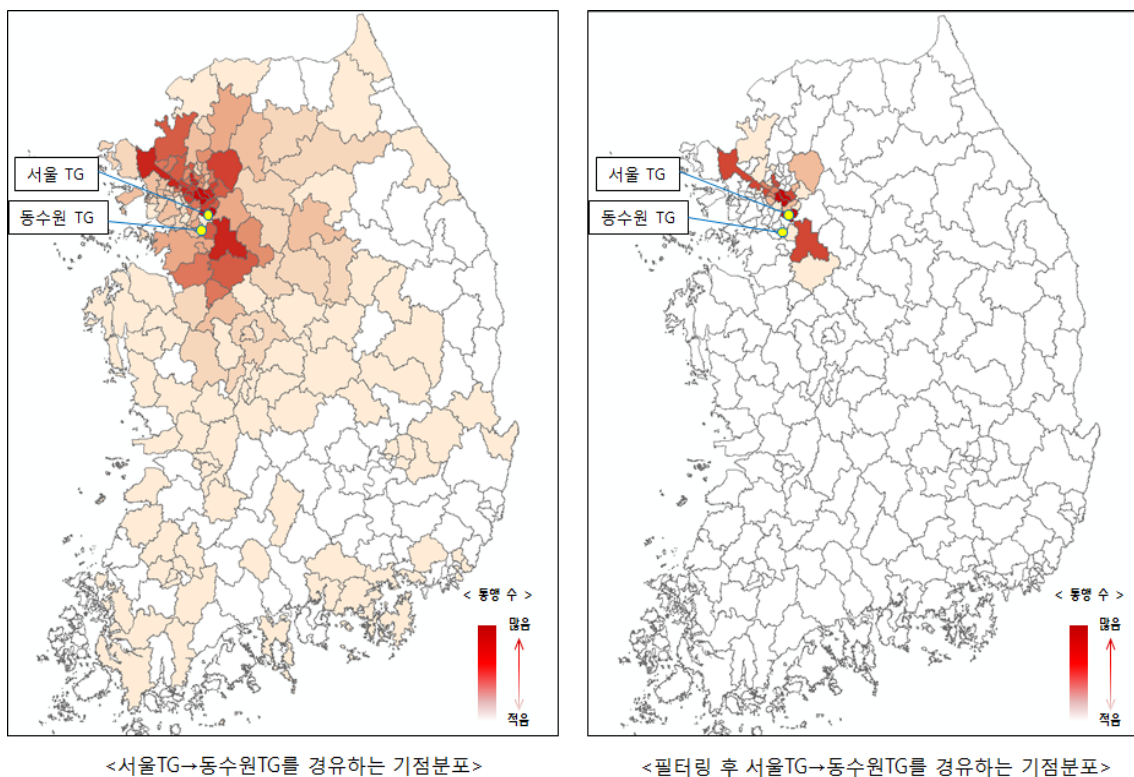 서울 TG
동수원 TG
< 통행 수 >
많음
적음
<서울TG→동수원TG를 경유하는 기점분포>
서울 TG
동수원 TG
< 통행 수 >
많음
적음
<필터링 후 서울TG→동수원TG를 경유하는 기점분포>